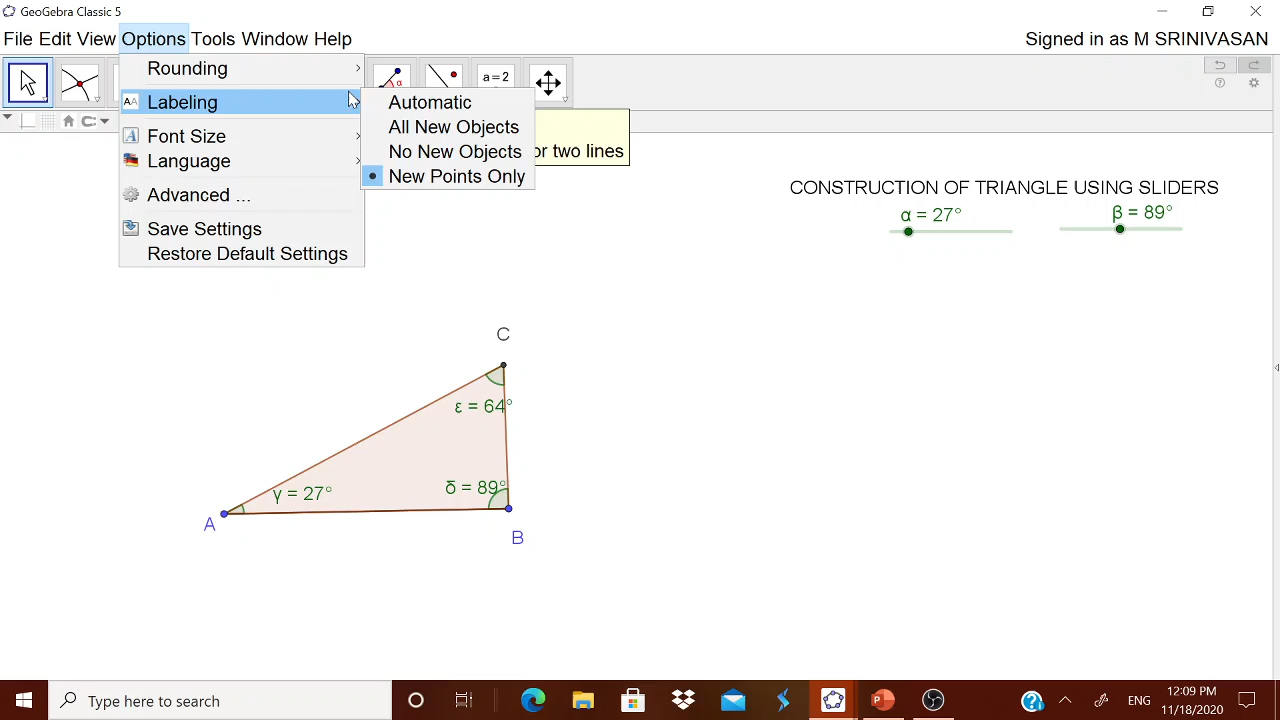 GeoGebra Classic 5
File Edit View Options Tools Window Help
Signed in as M SRINIVASAN
Rounding
Labeling
Font Size
Language
Advanced ...
Save Settings
Restore Default Settings
Automatic
All New Objects
No New Objects
New Points Only
or two lines
a=2
α
CONSTRUCTION OF TRIANGLE USING SLIDERS
α = 27°
β = 89°
C
ε = 64°
γ = 27°
δ = 89°
A
B
Type here to search
ENG
12:09 PM
11/18/2020